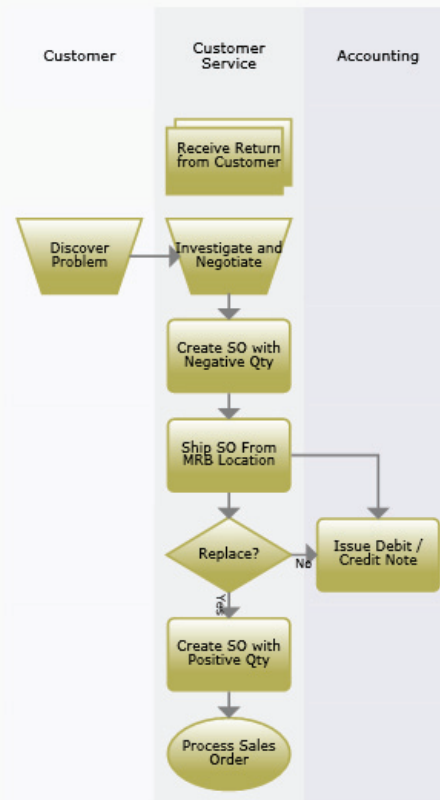 Customer
Customer
Service
Accounting
Receive Return
from Customer
Discover
Problem
Investigate and
Negotiate
Create SO with
Negative Qty
Ship SO From
MRB Location
Replace?
No
Issue Debit /
Credit Note
Yes
Create SO with
Positive Qty
Process Sales
Order